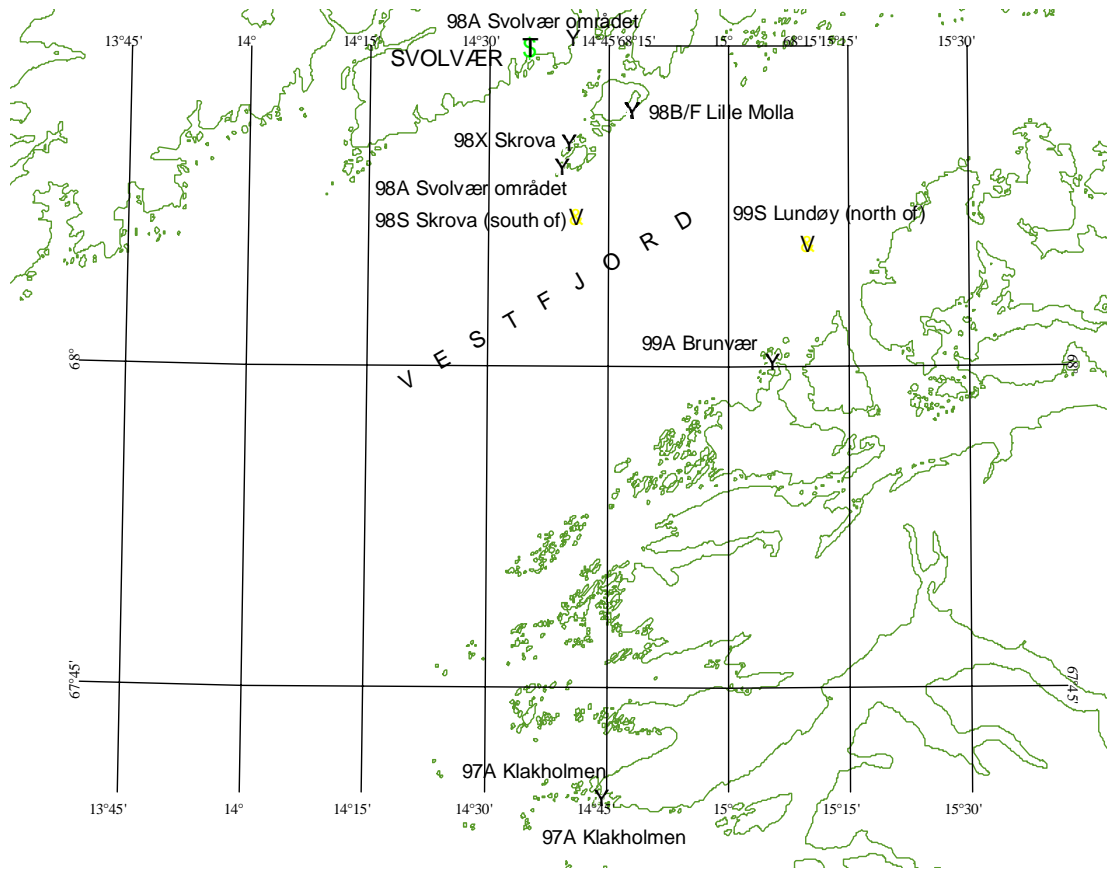 98A Svolvær området
Y
13°45'
14°
14°15'
14°30'
14°45'
68°15'
15°
68°15'
15°15'
15°30'
T
S
SVOLVÆR
Y
98B/F Lille Molla
98X Skrova
Y
Y
98A Svolvær området
98S Skrova (south of)
V
99S Lundøy (north of)
V
VESTFJORD
99A Brunvær
Y
68°
68°
67°45'
67°45'
97A Klakholmen
Y
13°45'
14°
14°15'
14°30'
14°45'
15°
15°15'
15°30'
97A Klakholmen